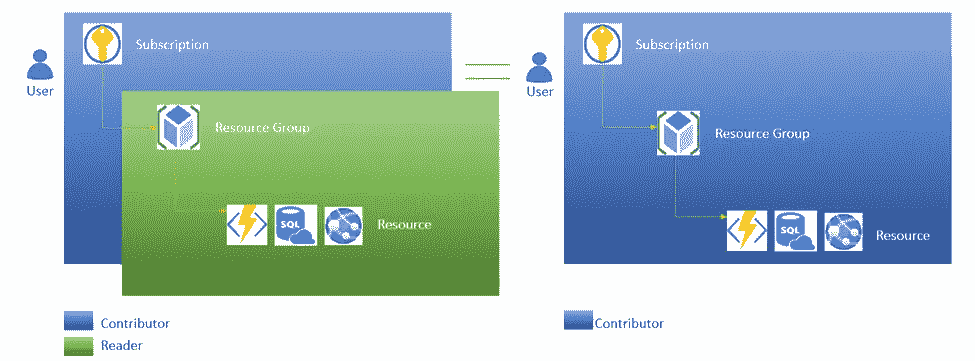 Subscription
User
Resource Group
SQL
Resource
Contributor
Reader
Subscription
User
Resource Group
SQL
Resource
Contributor